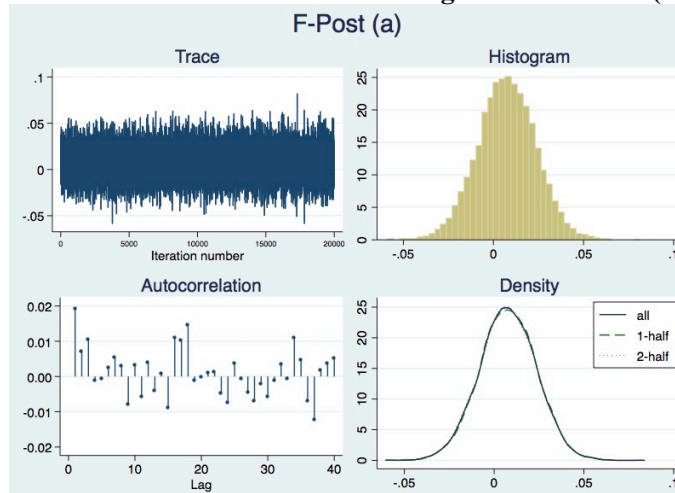 F-Post (a)
Trace
.1
.05
0
-.05
0 5000 10000 15000 20000
Iteration number
Histogram
25
20
15
10
5
0
-.05 0 .05 .1
Autocorrelation
0.02
0.01
0.00
-0.01
-0.02
0 10 20 30 40
Lag
Density
25
20
15
10
5
0
-.05 0 .05 .1
all
1-half
2-half